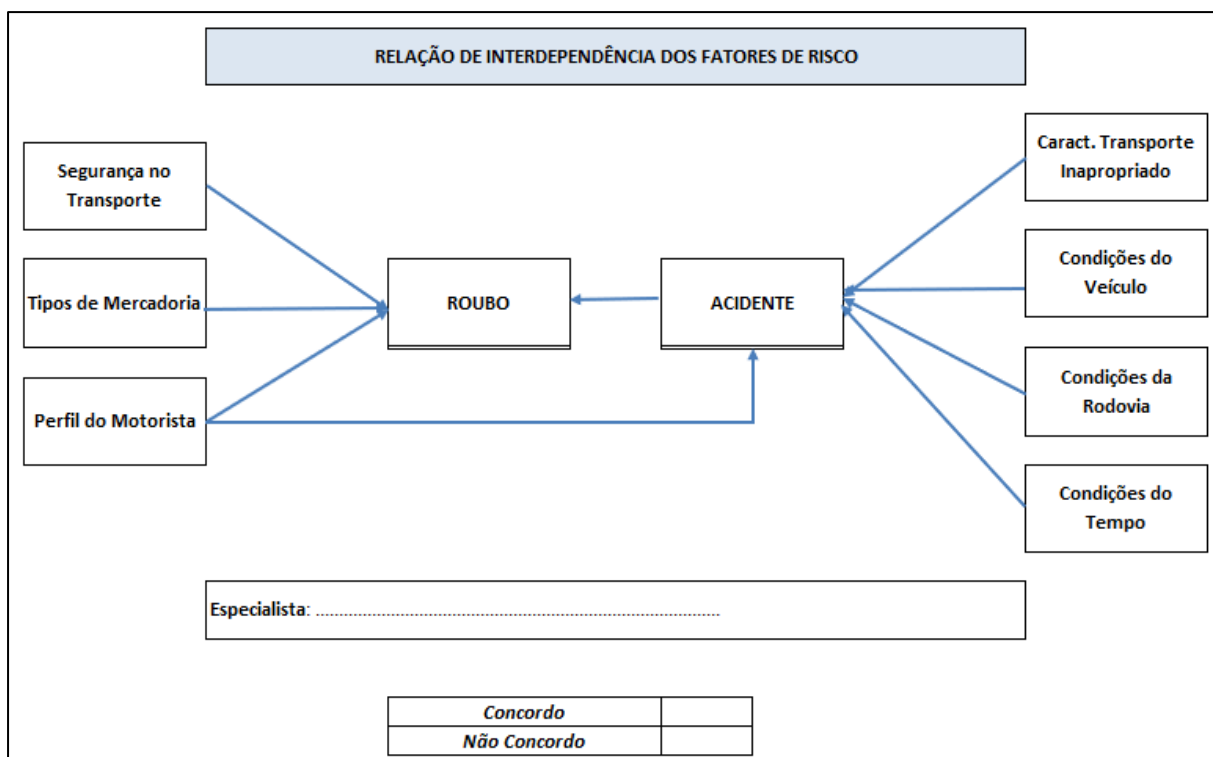 RELAÇÃO DE INTERDEPENDÊNCIA DOS FATORES DE RISCO
Segurança no
Transporte
Tipos de Mercadoria
Perfil do Motorista
ROUBO
ACIDENTE
Caract. Transporte
Inapropriado
Condições do
Veículo
Condições da
Rodovia
Condições do
Tempo
Especialista: ................................................................................
Concordo
Não Concordo